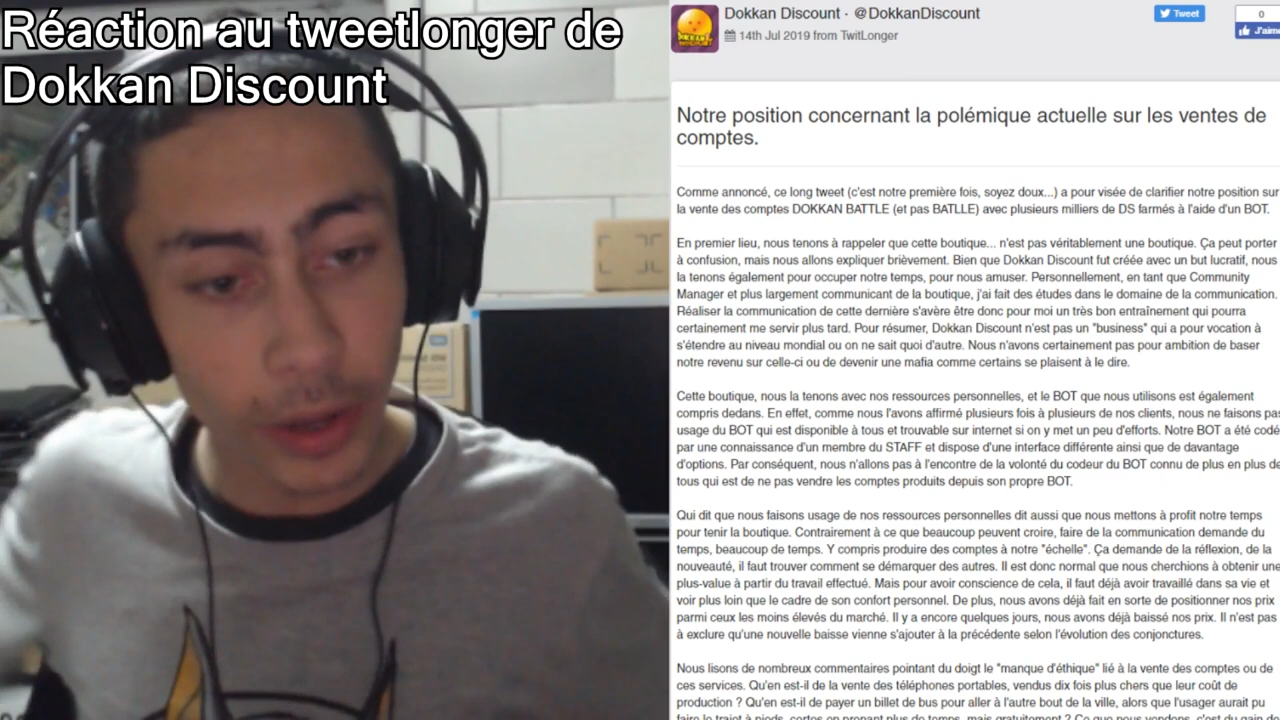 Réaction au tweetlonger de
Dokkan Discount
Dokkan Discount · @DokkanDiscount
14th Jul 2019 from TwitLonger
Tweet
0
J'aime
Notre position concernant la polémique actuelle sur les ventes de
comptes.
Comme annoncé, ce long tweet (c'est notre première fois, soyez doux...) a pour visée de clarifier notre position sur
la vente des comptes DOKKAN BATTLE (et pas BATLLE) avec plusieurs milliers de DS farmés à l'aide d'un BOT.
En premier lieu, nous tenons à rappeler que cette boutique... n'est pas véritablement une boutique. Ça peut porter
à confusion, mais nous allons expliquer brièvement. Bien que Dokkan Discount fut créée avec un but lucratif, nous
la tenons également pour occuper notre temps, pour nous amuser. Personnellement, en tant que Community
Manager et plus largement communicant de la boutique, j'ai fait des études dans le domaine de la communication.
Réaliser la communication de cette dernière s'avère être donc pour moi un très bon entraînement qui pourra
certainement me servir plus tard. Pour résumer, Dokkan Discount n'est pas un "business" qui a pour vocation à
s'étendre au niveau mondial ou on ne sait quoi d'autre. Nous n'avons certainement pas pour ambition de baser
notre revenu sur celle-ci ou de devenir une mafia comme certains se plaisent à le dire.
Cette boutique, nous la tenons avec nos ressources personnelles, et le BOT que nous utilisons est également
compris dedans. En effet, comme nous l'avons affirmé plusieurs fois à plusieurs de nos clients, nous ne faisons pas
usage du BOT qui est disponible à tous et trouvable sur internet si on y met un peu d'efforts. Notre BOT a été codé
par une connaissance d'un membre du STAFF et dispose d'une interface différente ainsi que de davantage
d'options. Par conséquent, nous n'allons pas à l'encontre de la volonté du codeur du BOT connu de plus en plus de
tous qui est de ne pas vendre les comptes produits depuis son propre BOT.
Qui dit que nous faisons usage de nos ressources personnelles dit aussi que nous mettons à profit notre temps
pour tenir la boutique. Contrairement à ce que beaucoup peuvent croire, faire de la communication demande du
temps, beaucoup de temps. Y compris produire des comptes à notre "échelle". Ça demande de la réflexion, de la
nouveauté, il faut trouver comment se démarquer des autres. Il est donc normal que nous cherchions à obtenir une
plus-value à partir du travail effectué. Mais pour avoir conscience de cela, il faut déjà avoir travaillé dans sa vie et
voir plus loin que le cadre de son confort personnel. De plus, nous avons déjà fait en sorte de positionner nos prix
parmi ceux les moins élevés du marché. Il y a encore quelques jours, nous avons déjà baissé nos prix. Il n'est pas
à exclure qu'une nouvelle baisse vienne s'ajouter à la précédente selon l'évolution des conjonctures.
Nous lisons de nombreux commentaires pointant du doigt le "manque d'éthique" lié à la vente des comptes ou de
ces services. Qu'en est-il de la vente des téléphones portables, vendus dix fois plus chers que leur coût de
production ? Qu'en est-il de payer un billet de bus pour aller à l'autre bout de la ville, alors que l'usager aurait pu
faire le trajet à pieds, certes en prenant plus de temps, mais gratuitement ? Ce que nous vendons, c'est du gain de